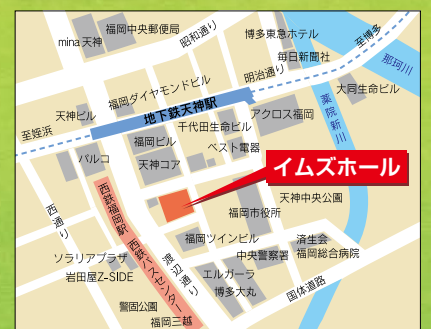 福岡中央郵便局
昭和通り
博多東急ホテル
至博多
mina天神
毎日新聞社
那珂川
明治通り
大同生命ビル
福岡ダイヤモンドビル
地下鉄天神駅
天神ビル
アクロス福岡
薬院新川
至姪浜
千代田生命ビル
福岡ビル
ベスト電器
パルコ
天神コア
イムズホール
天神中央公園
西鉄福岡駅
福岡市役所
西通り
西鉄バスセンター
渡辺通り
福岡ツインビル
済生会
福岡総合病院
ソラリアプラザ
中央警察署
岩田屋Z-SIDE
エルガーラ
博多大丸
国体道路
警固公園
福岡三越